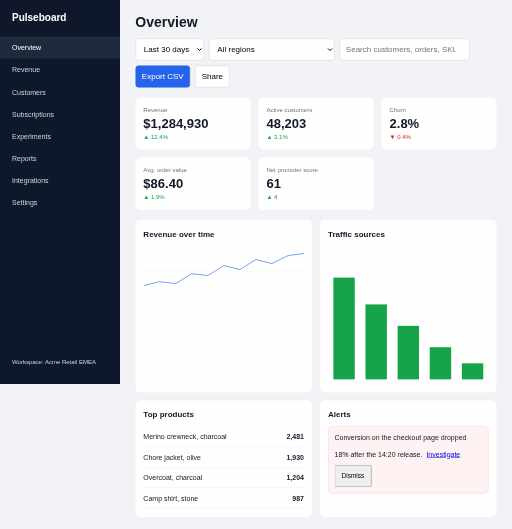 Pulseboard
Overview
Revenue
Customers
Subscriptions
Experiments
Reports
Integrations
Settings
Workspace: Acme Retail EMEA
Overview
Last 30 days
All regions
Search customers, orders, SKU
Export CSV
Share
Revenue
$1,284,930
▲ 12.4%
Active customers
48,203
▲ 3.1%
Churn
2.8%
▼ 0.4%
Avg. order value
$86.40
▲ 1.9%
Net promoter score
61
▲ 4
Revenue over time
Traffic sources
Top products
Merino crewneck, charcoal 2,481
Chore jacket, olive 1,930
Overcoat, charcoal 1,204
Camp shirt, stone 987
Alerts
Conversion on the checkout page dropped
18% after the 14:20 release. Investigate
Dismiss